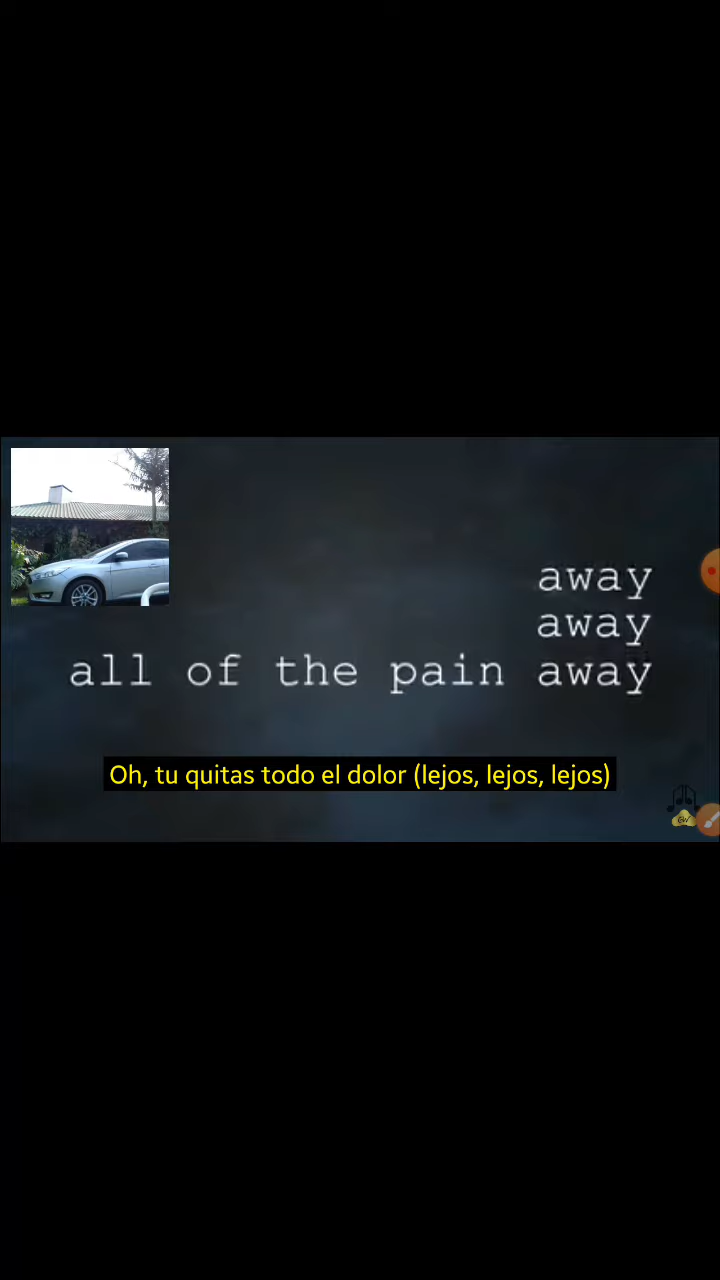 away
away
all of the pain away
Oh, tu quitas todo el dolor (lejos, lejos, lejos)